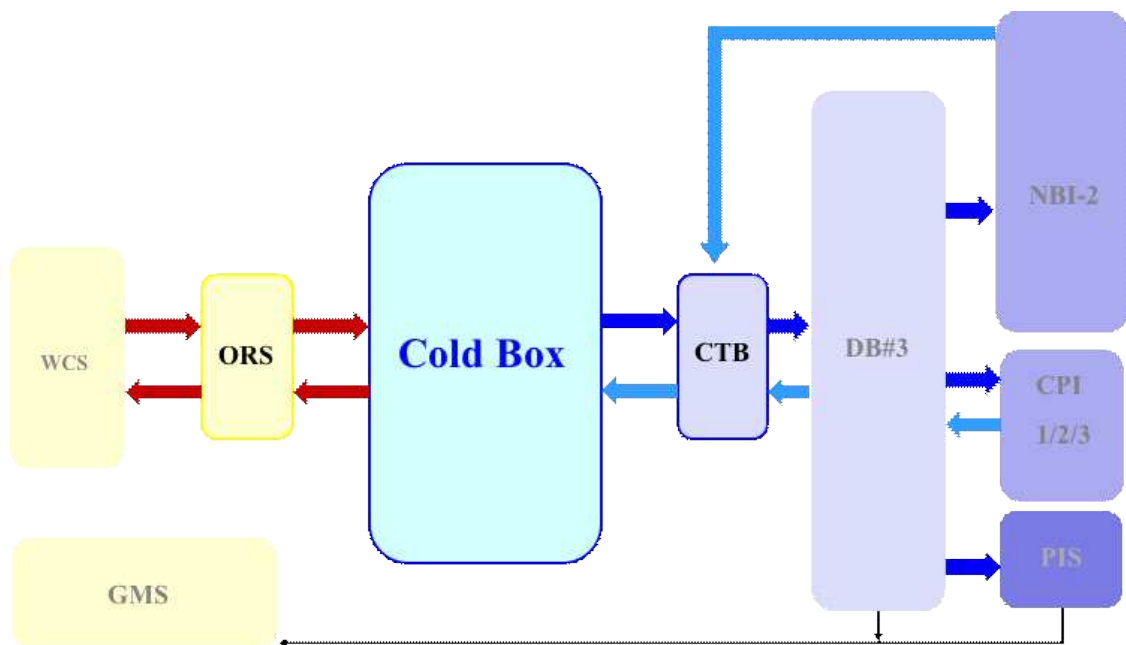 NBI-2
WCS
ORS
Cold Box
CTB
DB#3
CPI
1/2/3
PIS
GMS